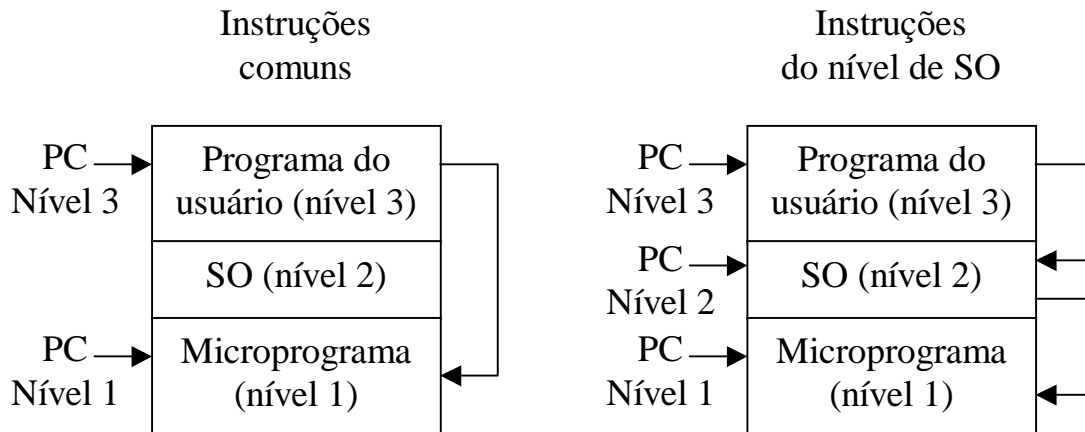 Instruções
comuns
PC
Nível 3
Programa do
usuário (nível 3)
SO (nível 2)
PC
Nível 1
Microprograma
(nível 1)
Instruções
do nível de SO
PC
Nível 3
Programa do
usuário (nível 3)
PC
Nível 2
SO (nível 2)
PC
Nível 1
Microprograma
(nível 1)